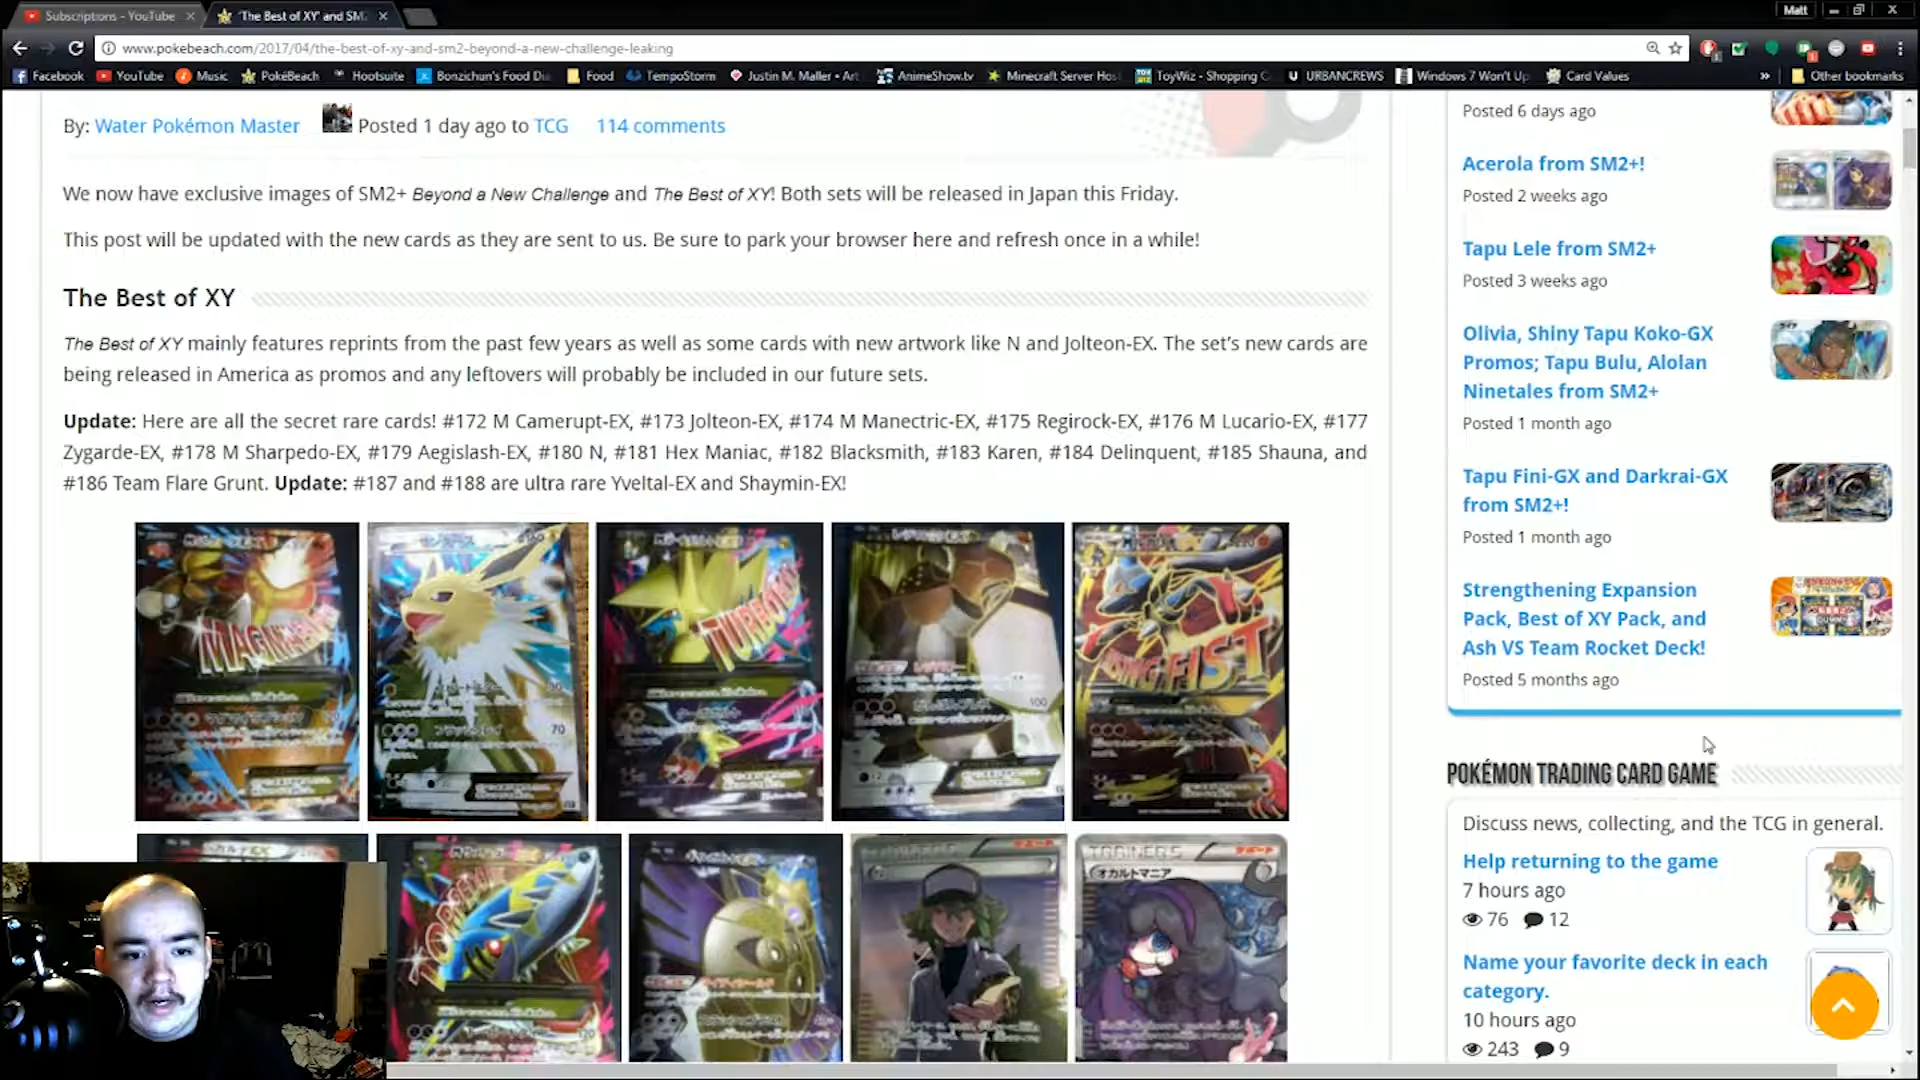 Subscriptions - YouTube
'The Best of XY' and SM2
Matt
www.pokebeach.com/2017/04/the-best-of-xy-and-sm2-beyond-a-new-challenge-leaking
Facebook YouTube Music PokéBeach Hootsuite Bonzichun's Food Di Food TempoStorm Justin M. Maller • Art AnimeShow.tv Minecraft Server Host ToyWiz - Shopping C URBANCREWS Windows 7 Won't Up Card Values » Other bookmarks
By: Water Pokémon Master Posted 1 day ago to TCG 114 comments
We now have exclusive images of SM2+ Beyond a New Challenge and The Best of XY! Both sets will be released in Japan this Friday.
This post will be updated with the new cards as they are sent to us. Be sure to park your browser here and refresh once in a while!
The Best of XY
The Best of XY mainly features reprints from the past few years as well as some cards with new artwork like N and Jolteon-EX. The set's new cards are
being released in America as promos and any leftovers will probably be included in our future sets.
Update: Here are all the secret rare cards! #172 M Camerupt-EX, #173 Jolteon-EX, #174 M Manectric-EX, #175 Regirock-EX, #176 M Lucario-EX, #177
Zygarde-EX, #178 M Sharpedo-EX, #179 Aegislash-EX, #180 N, #181 Hex Maniac, #182 Blacksmith, #183 Karen, #184 Delinquent, #185 Shauna, and
#186 Team Flare Grunt. Update: #187 and #188 are ultra rare Yveltal-EX and Shaymin-EX!
70
100
FIST
TRAINERS
オカルトマニア
Posted 6 days ago
Acerola from SM2+!
Posted 2 weeks ago
Tapu Lele from SM2+
Posted 3 weeks ago
Olivia, Shiny Tapu Koko-GX
Promos; Tapu Bulu, Alolan
Ninetales from SM2+
Posted 1 month ago
Tapu Fini-GX and Darkrai-GX
from SM2+!
Posted 1 month ago
Strengthening Expansion
Pack, Best of XY Pack, and
Ash VS Team Rocket Deck!
Posted 5 months ago
POKÉMON TRADING CARD GAME
Discuss news, collecting, and the TCG in general.
Help returning to the game
7 hours ago
76 12
Name your favorite deck in each
category.
10 hours ago
243 9